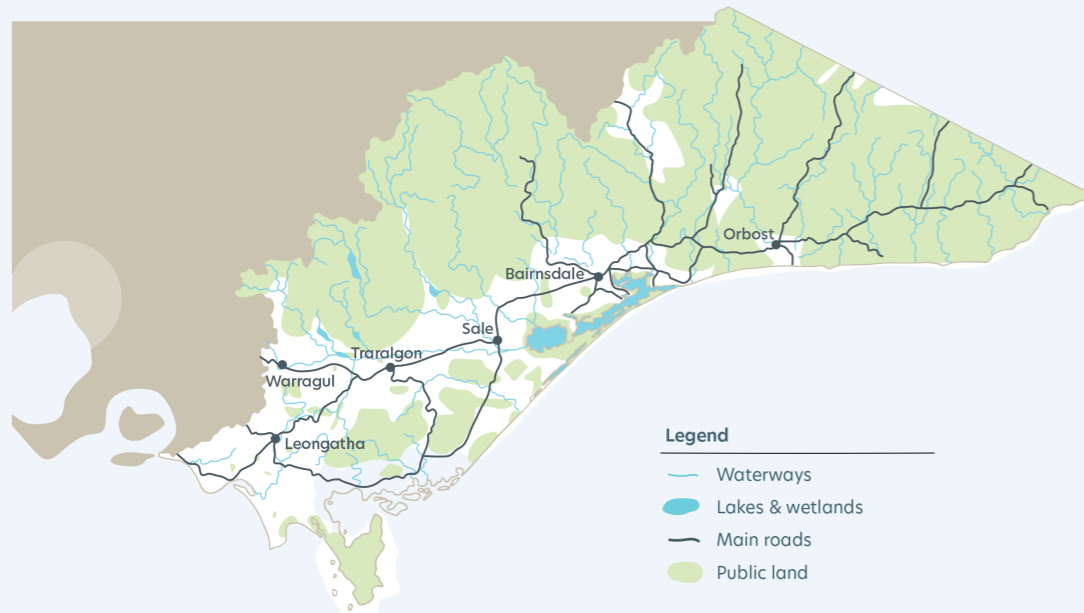 Orbost
Bairnsdale
Sale
Traralgon
Warragul
Leongatha
Legend
Waterways
Lakes & wetlands
Main roads
Public land